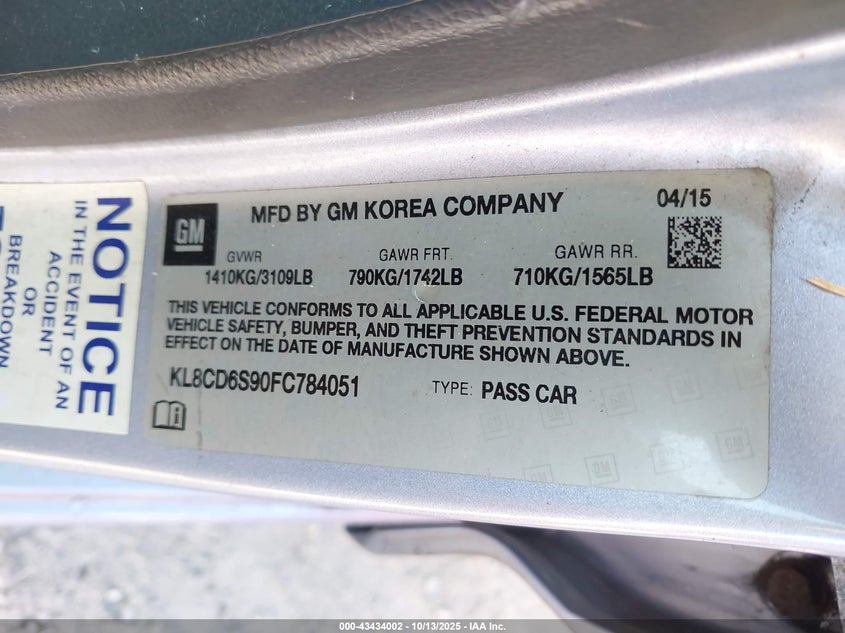 NOTICE
IN THE EVENT OF AN
ACCIDENT
OR
BREAKDOWN
GM
MFD BY GM KOREA COMPANY
04/15
GVWR GAWR FRT. GAWR RR.
1410KG/3109LB 790KG/1742LB 710KG/1565LB
THIS VEHICLE CONFORMS TO ALL APPLICABLE U.S. FEDERAL MOTOR
VEHICLE SAFETY, BUMPER, AND THEFT PREVENTION STANDARDS IN
EFFECT ON THE DATE OF MANUFACTURE SHOWN ABOVE.
KL8CD6S90FC784051 TYPE: PASS CAR
000-43434002 - 10/13/2025 - IAA Inc.